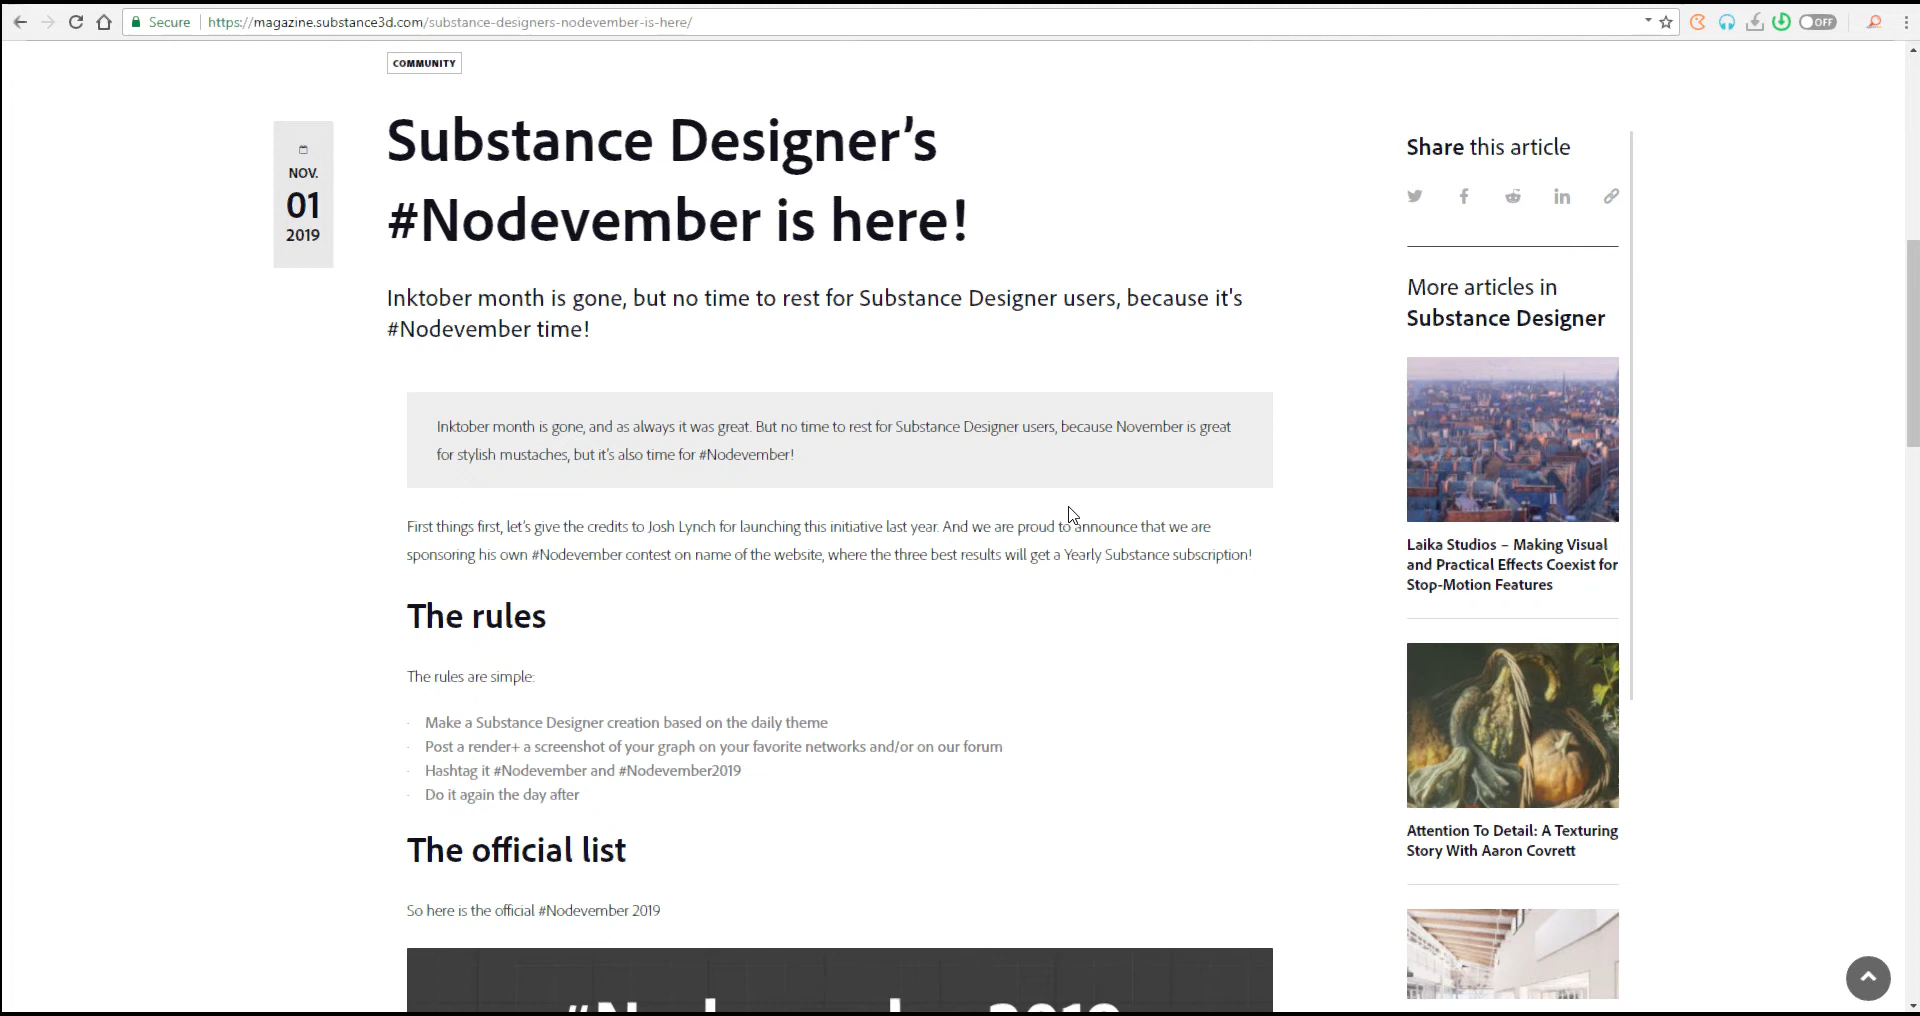 Secure https://magazine.substance3d.com/substance-designers-nodevember-is-here/
OFF
COMMUNITY
NOV.
01
2019
Substance Designer’s
#Nodevember is here!
Inktober month is gone, but no time to rest for Substance Designer users, because it's
#Nodevember time!
Inktober month is gone, and as always it was great. But no time to rest for Substance Designer users, because November is great
for stylish mustaches, but it’s also time for #Nodevember!
First things first, let’s give the credits to Josh Lynch for launching this initiative last year. And we are proud to announce that we are
sponsoring his own #Nodevember contest on name of the website, where the three best results will get a Yearly Substance subscription!
The rules
The rules are simple:
· Make a Substance Designer creation based on the daily theme
· Post a render+ a screenshot of your graph on your favorite networks and/or on our forum
· Hashtag it #Nodevember and #Nodevember2019
· Do it again the day after
The official list
So here is the official #Nodevember 2019
#Nodevember 2019
Share this article
More articles in
Substance Designer
Laika Studios – Making Visual
and Practical Effects Coexist for
Stop-Motion Features
Attention To Detail: A Texturing
Story With Aaron Covrett